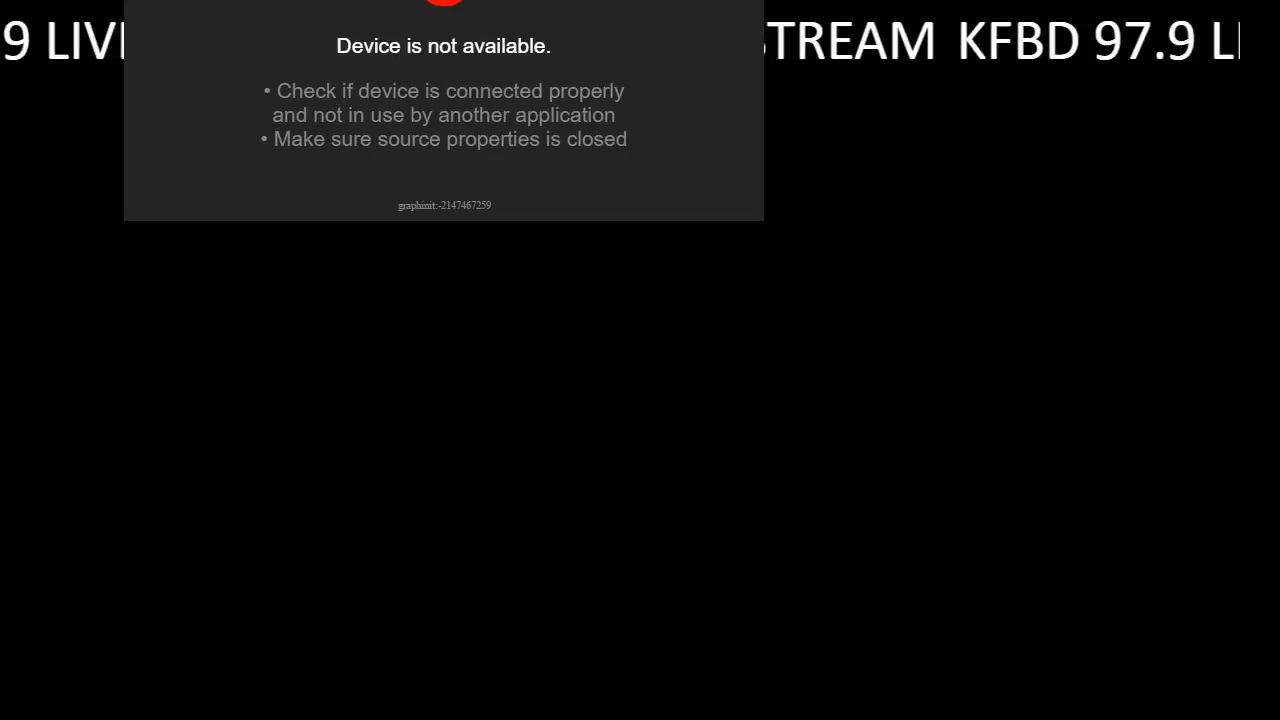 9 LIV
STREAM KFBD 97.9 L
Device is not available.
• Check if device is connected properly
and not in use by another application
• Make sure source properties is closed
graphinit:-2147467259